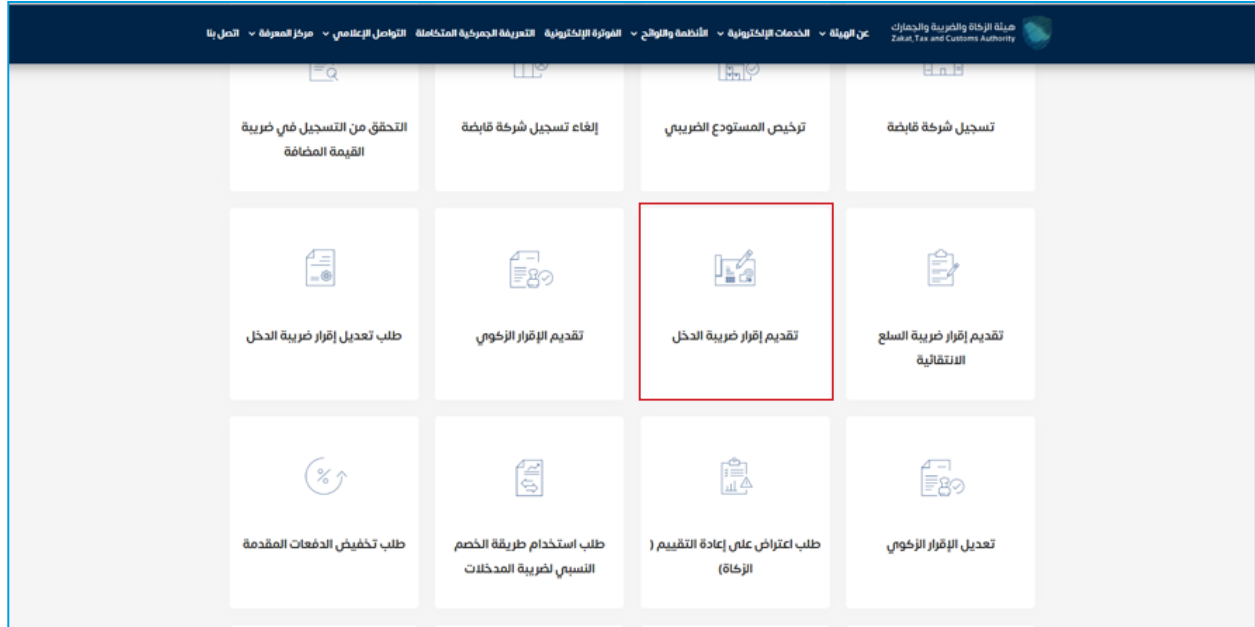 هيئة الزكاة والضريبة والجمارك
Zakat, Tax and Customs Authority
عن الهيئة
الخدمات الإلكترونية
الأنظمة واللوائح
الفوترة الإلكترونية
التعريفة الجمركية المتكاملة
التواصل الإعلامي
مركز المعرفة
اتصل بنا
تسجيل شركة قابضة
ترخيص المستودع الضريبي
إلغاء تسجيل شركة قابضة
التحقق من التسجيل في ضريبة
القيمة المضافة
تقديم إقرار ضريبة السلع
الانتقائية
تقديم إقرار ضريبة الدخل
تقديم الإقرار الزكوي
طلب تعديل إقرار ضريبة الدخل
تعديل الإقرار الزكوي
طلب اعتراض على إعادة التقييم (
الزكاة)
طلب استخدام طريقة الخصم
النسبي لضريبة المدخلات
طلب تخفيض الدفعات المقدمة